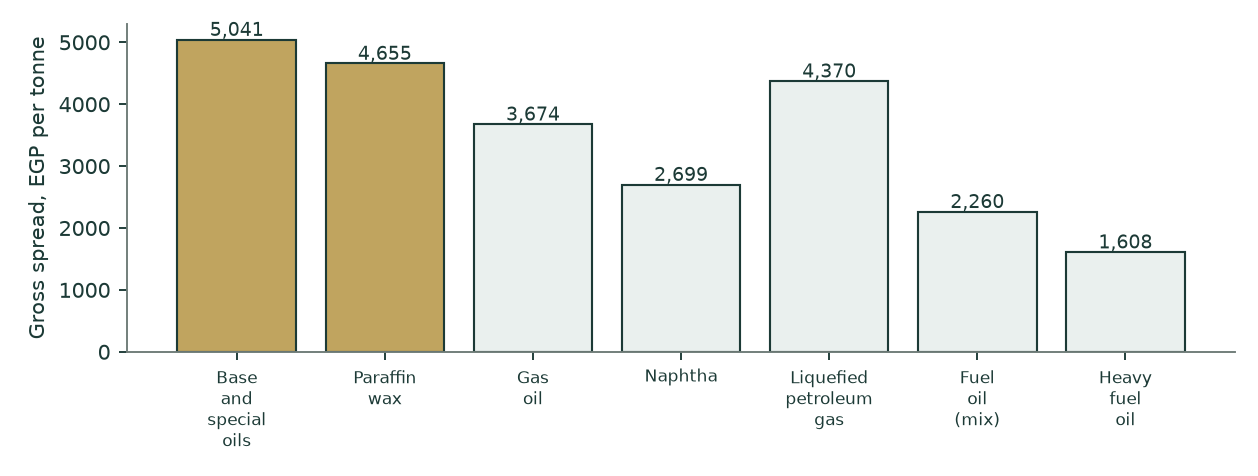 Gross spread, EGP per tonne
5000
4000
3000
2000
1000
0
5,041
4,655
3,674
2,699
4,370
2,260
1,608
Base
and
special
oils
Paraffin
wax
Gas
oil
Naphtha
Liquefied
petroleum
gas
Fuel
oil
(mix)
Heavy
fuel
oil